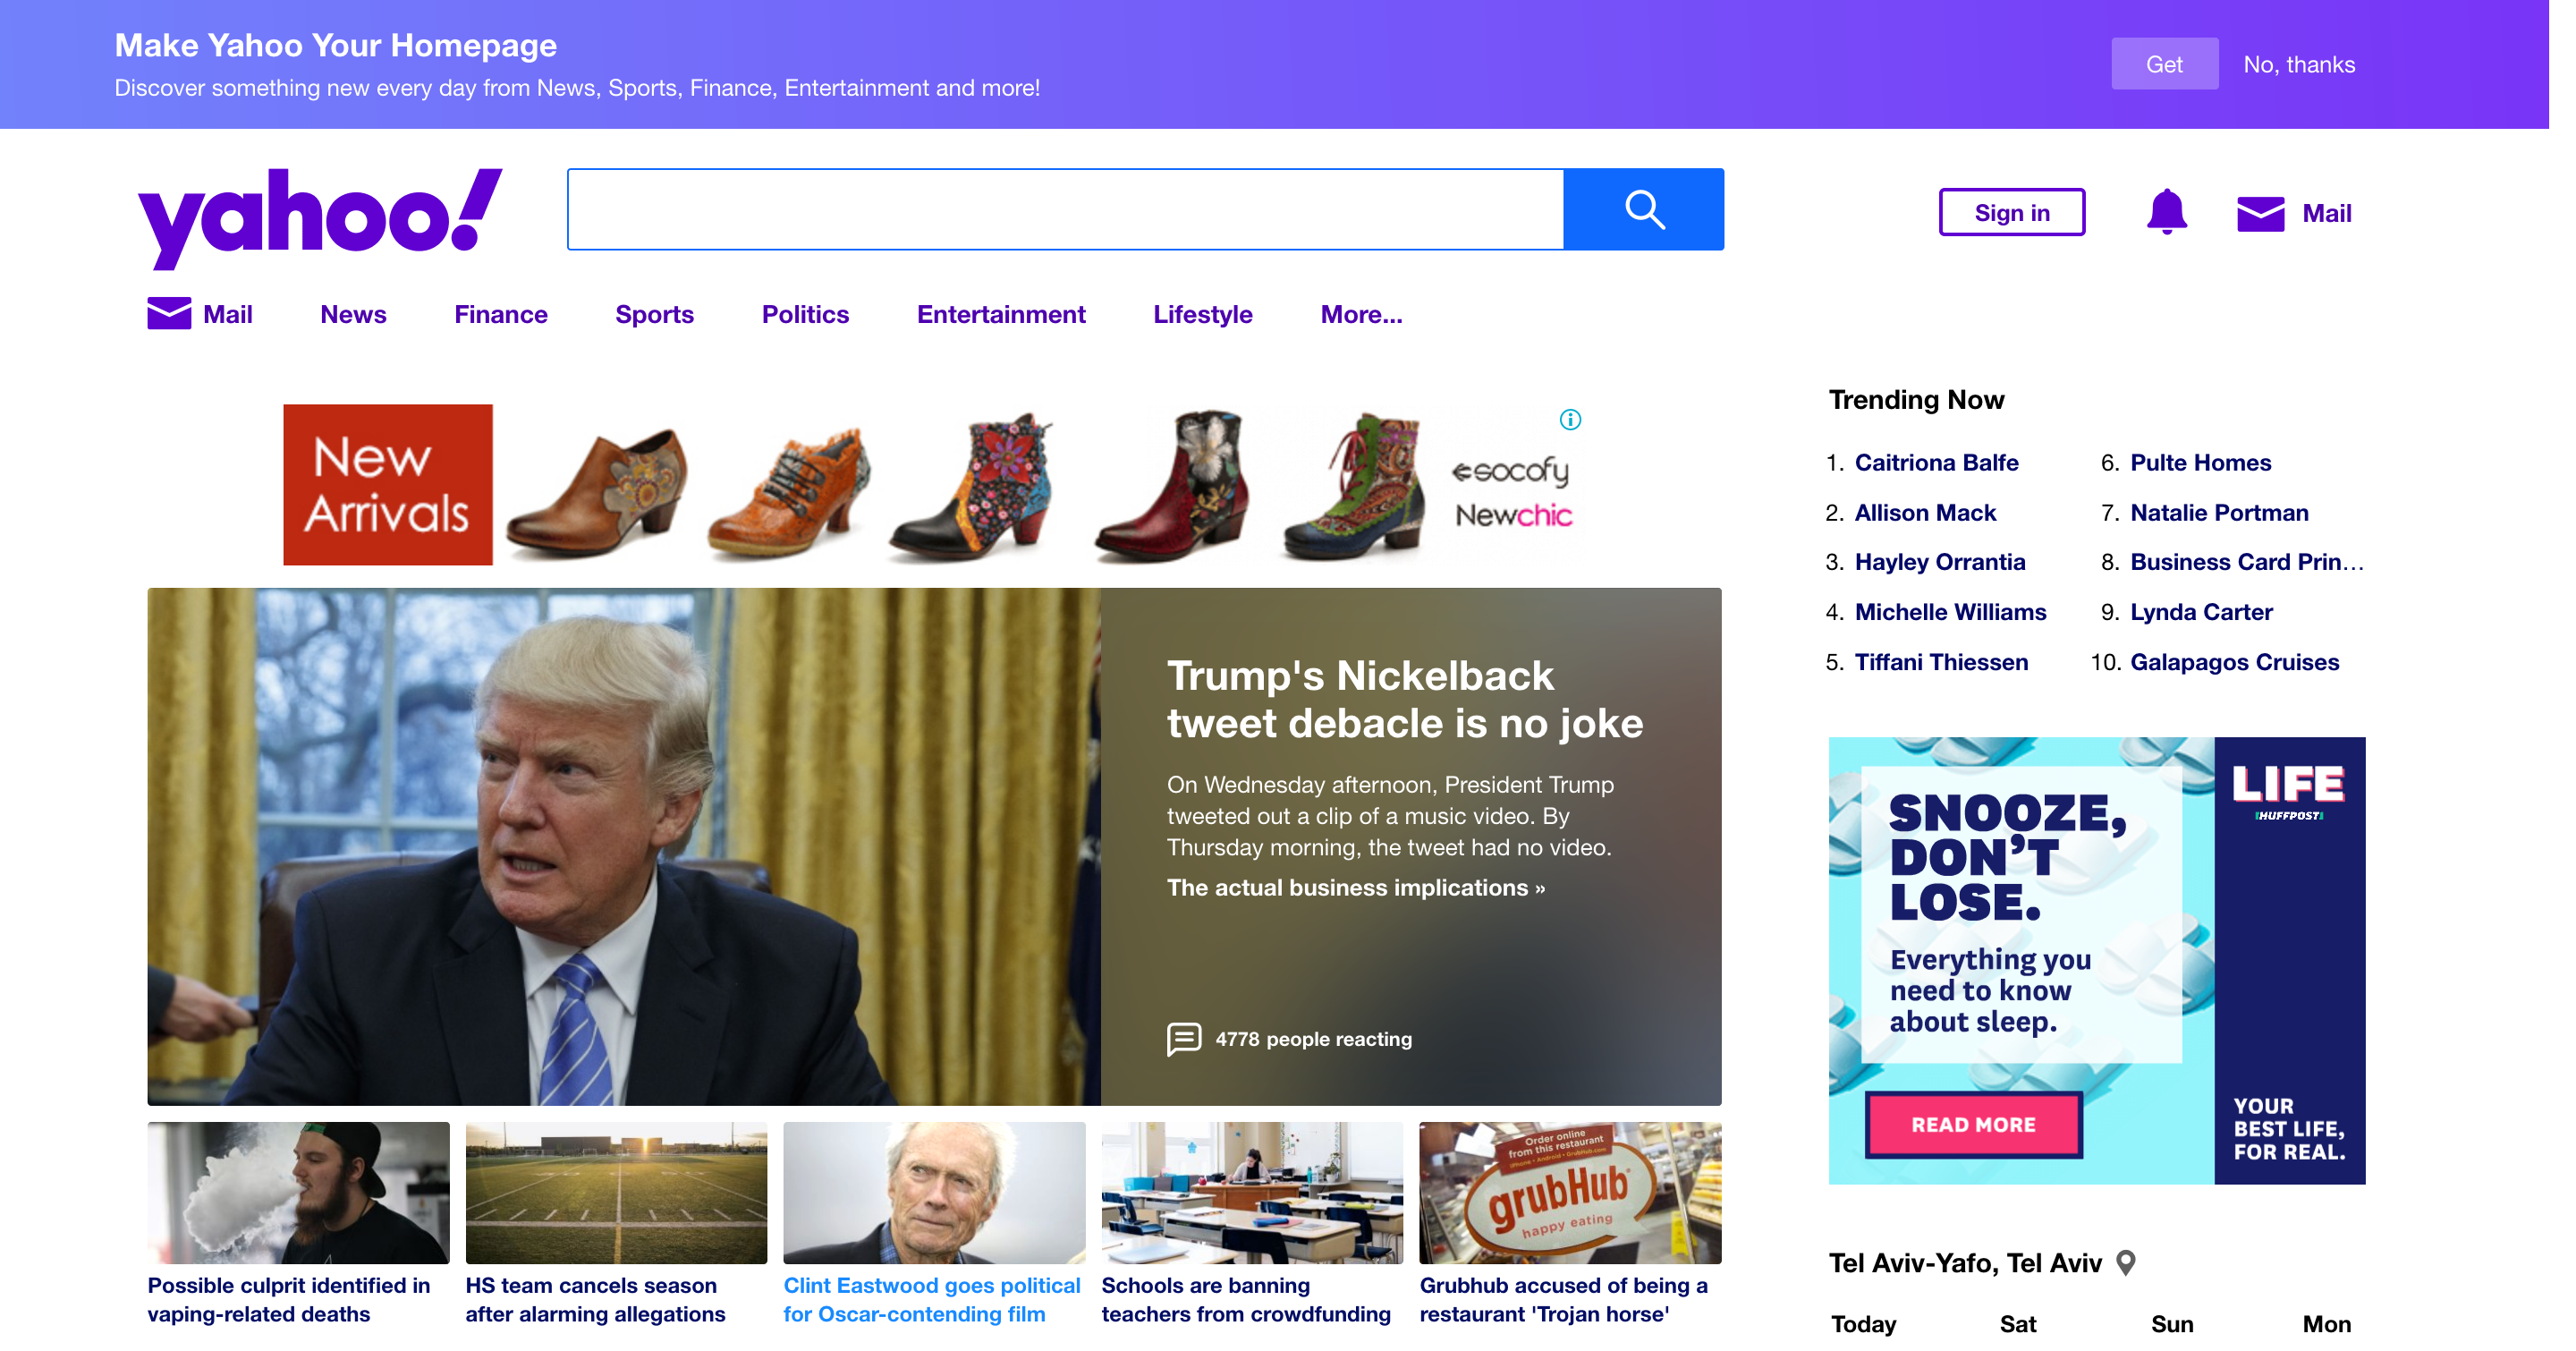 Make Yahoo Your Homepage
Discover something new every day from News, Sports, Finance, Entertainment and more!
Get
No, thanks
yahoo!
Sign in
Mail
Mail
News
Finance
Sports
Politics
Entertainment
Lifestyle
More...
New
Arrivals
socofy
Newchic
Trump's Nickelback
tweet debacle is no joke
On Wednesday afternoon, President Trump
tweeted out a clip of a music video. By
Thursday morning, the tweet had no video.
The actual business implications »
4778 people reacting
Order online
from this restaurant
iPhone • Android • Grubhub.com
grubHub
happy eating
Possible culprit identified in
vaping-related deaths
HS team cancels season
after alarming allegations
Clint Eastwood goes political
for Oscar-contending film
Schools are banning
teachers from crowdfunding
Grubhub accused of being a
restaurant 'Trojan horse'
Trending Now
1. Caitriona Balfe
2. Allison Mack
3. Hayley Orrantia
4. Michelle Williams
5. Tiffani Thiessen
6. Pulte Homes
7. Natalie Portman
8. Business Card Prin...
9. Lynda Carter
10. Galapagos Cruises
SNOOZE,
DON'T
LOSE.
Everything you
need to know
about sleep.
READ MORE
LIFE
HUFFPOST
YOUR
BEST LIFE,
FOR REAL.
Tel Aviv-Yafo, Tel Aviv
Today Sat Sun Mon